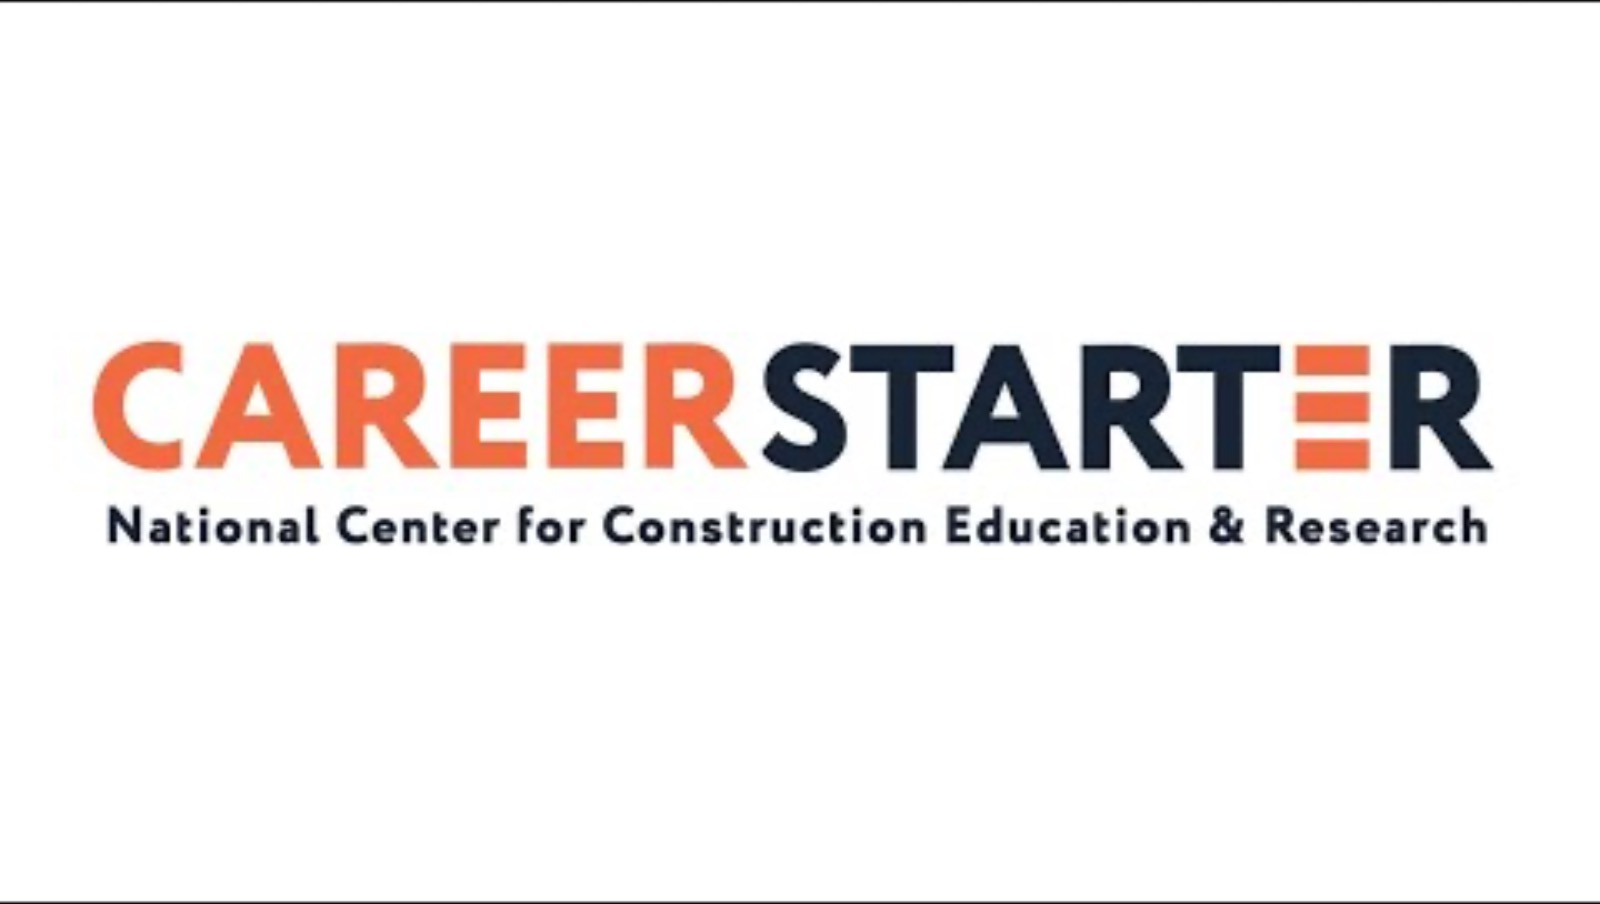 CAREERSTARTER
National Center for Construction Education & Research